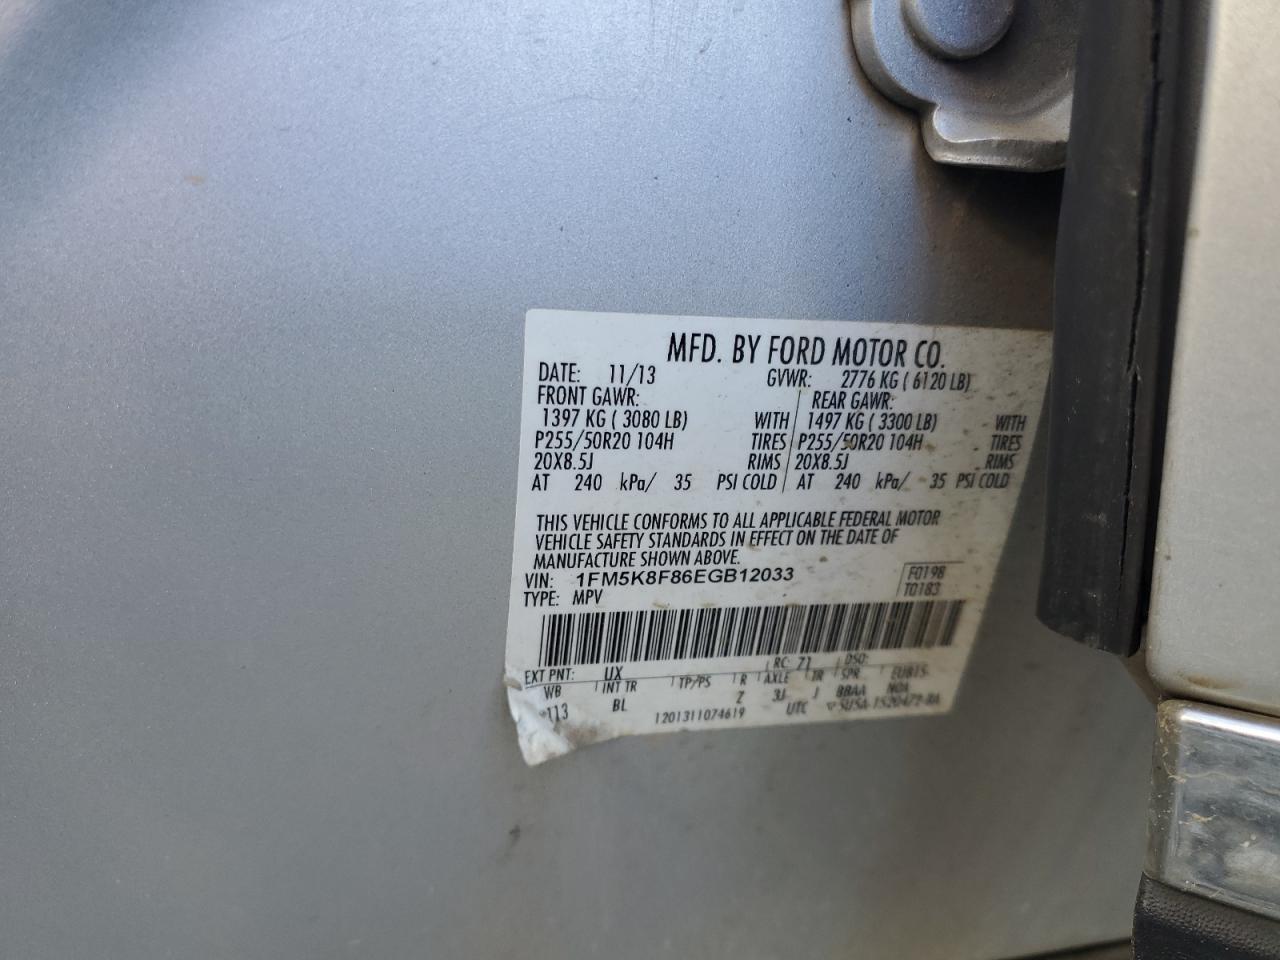 MFD. BY FORD MOTOR CO.
DATE: 11/13 GVWR: 2776 KG ( 6120 LB)
FRONT GAWR: REAR GAWR:
1397 KG ( 3080 LB) WITH 1497 KG ( 3300 LB) WITH
P255/50R20 104H TIRES P255/50R20 104H TIRES
20X8.5J RIMS 20X8.5J RIMS
AT 240 kPa/ 35 PSI COLD AT 240 kPa/ 35 PSI COLD
THIS VEHICLE CONFORMS TO ALL APPLICABLE FEDERAL MOTOR
VEHICLE SAFETY STANDARDS IN EFFECT ON THE DATE OF
MANUFACTURE SHOWN ABOVE.
VIN: 1FM5K8F86EGB12033 F0198
TYPE: MPV T0183
EXT PNT: UX RC: 71 DSO:
WB INT TR TP/PS R AXLE TR SPR
113 BL Z 3J J BBAA NOA
1201311074619 UTC